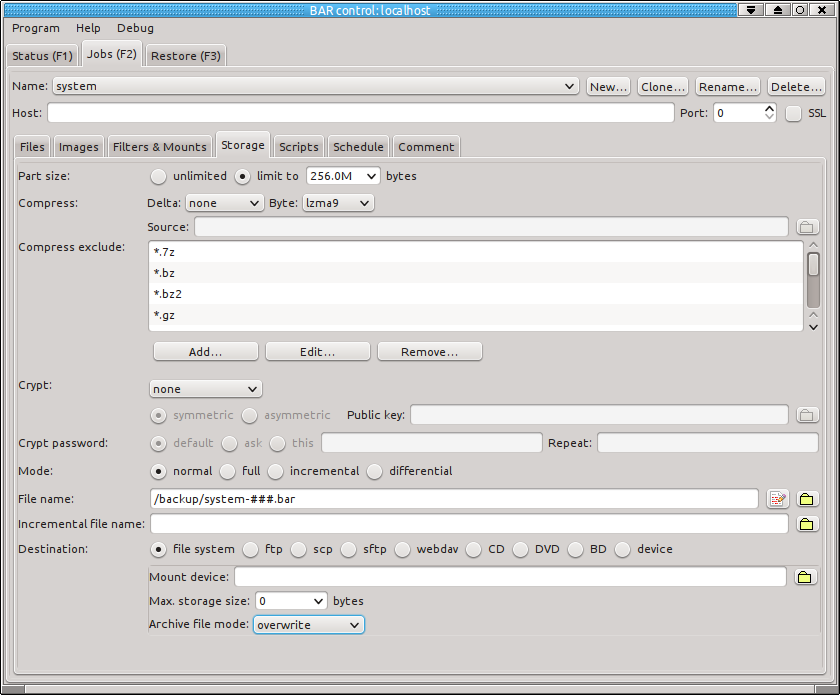 BAR control: localhost
Program Help Debug
Status (F1) Jobs (F2) Restore (F3)
Name: system New... Clone... Rename... Delete...
Host: Port: 0 SSL
Files Images Filters & Mounts Storage Scripts Schedule Comment
Part size: unlimited limit to 256.0M bytes
Compress: Delta: none Byte: lzma9
Source:
Compress exclude: *.7z
*.bz
*.bz2
*.gz
Add... Edit... Remove...
Crypt: none
symmetric asymmetric Public key:
Crypt password: default ask this Repeat:
Mode: normal full incremental differential
File name: /backup/system-###.bar
Incremental file name:
Destination: file system ftp scp sftp webdav CD DVD BD device
Mount device:
Max. storage size: 0 bytes
Archive file mode: overwrite